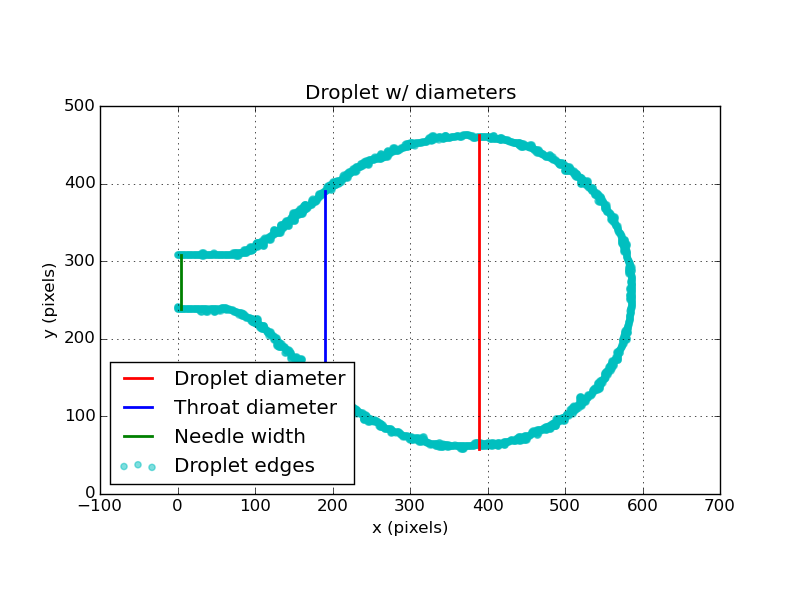 Droplet w/ diameters
500
400
300
200
100
0
y (pixels)
Droplet diameter
Throat diameter
Needle width
Droplet edges
−100 0 100 200 300 400 500 600 700
x (pixels)